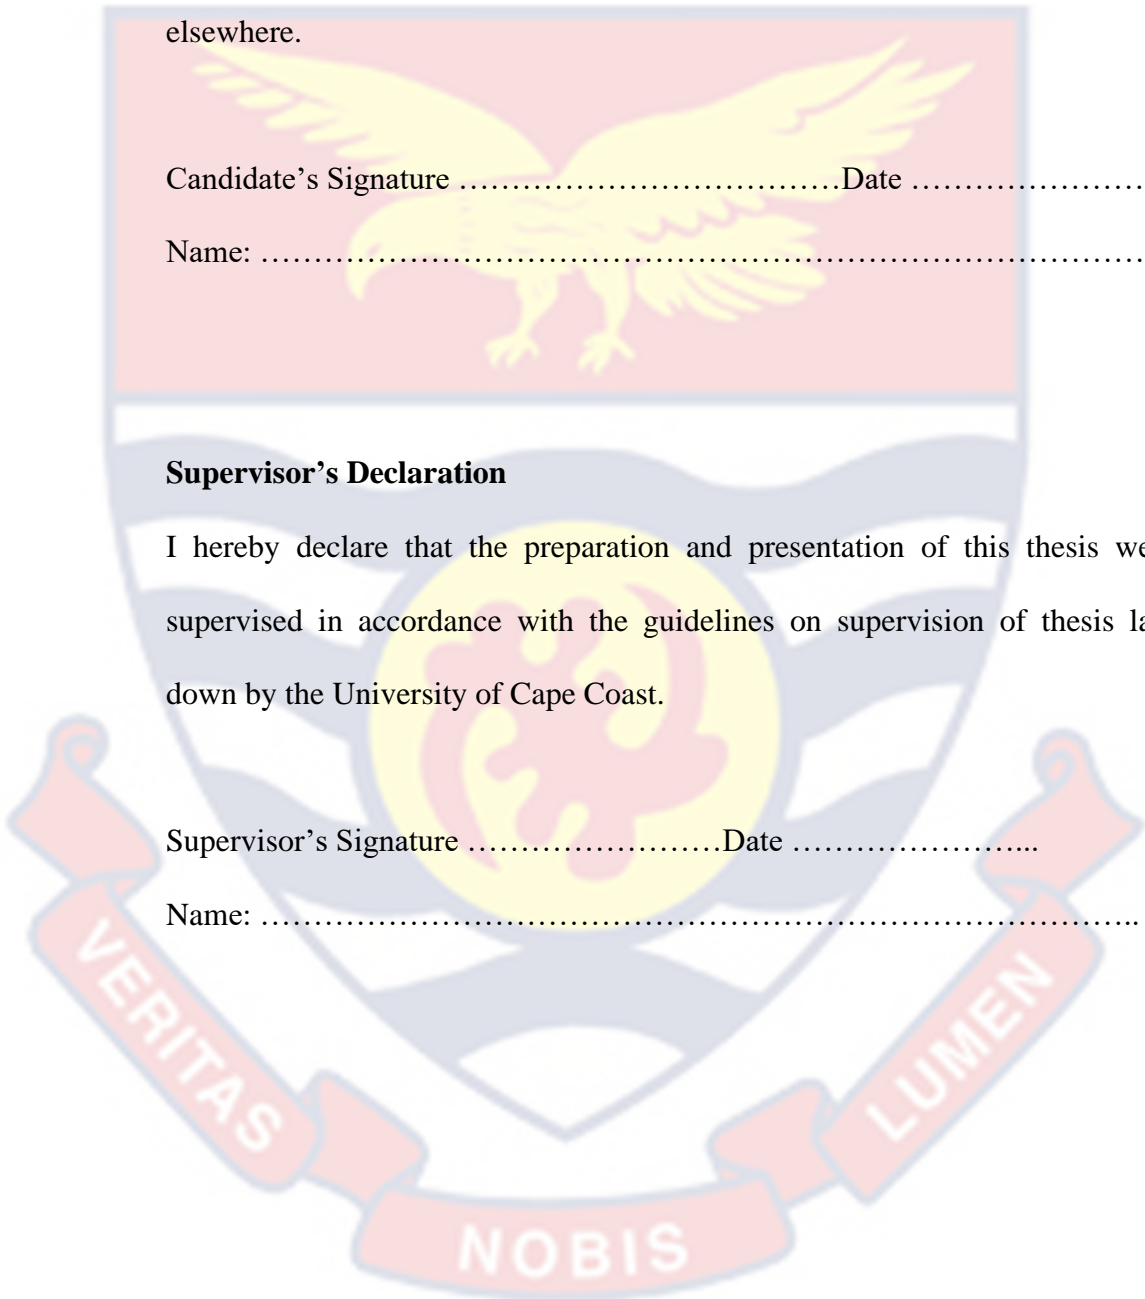 elsewhere.
Candidate’s Signature ………………………………Date ………………….
Name: …………………………………………………………………………….
Supervisor’s Declaration
I hereby declare that the preparation and presentation of this thesis we
supervised in accordance with the guidelines on supervision of thesis la
down by the University of Cape Coast.
Supervisor’s Signature ……………………Date …………………...
Name: ………………………………………………………………………..
VERITAS
NOBIS
LUMEN